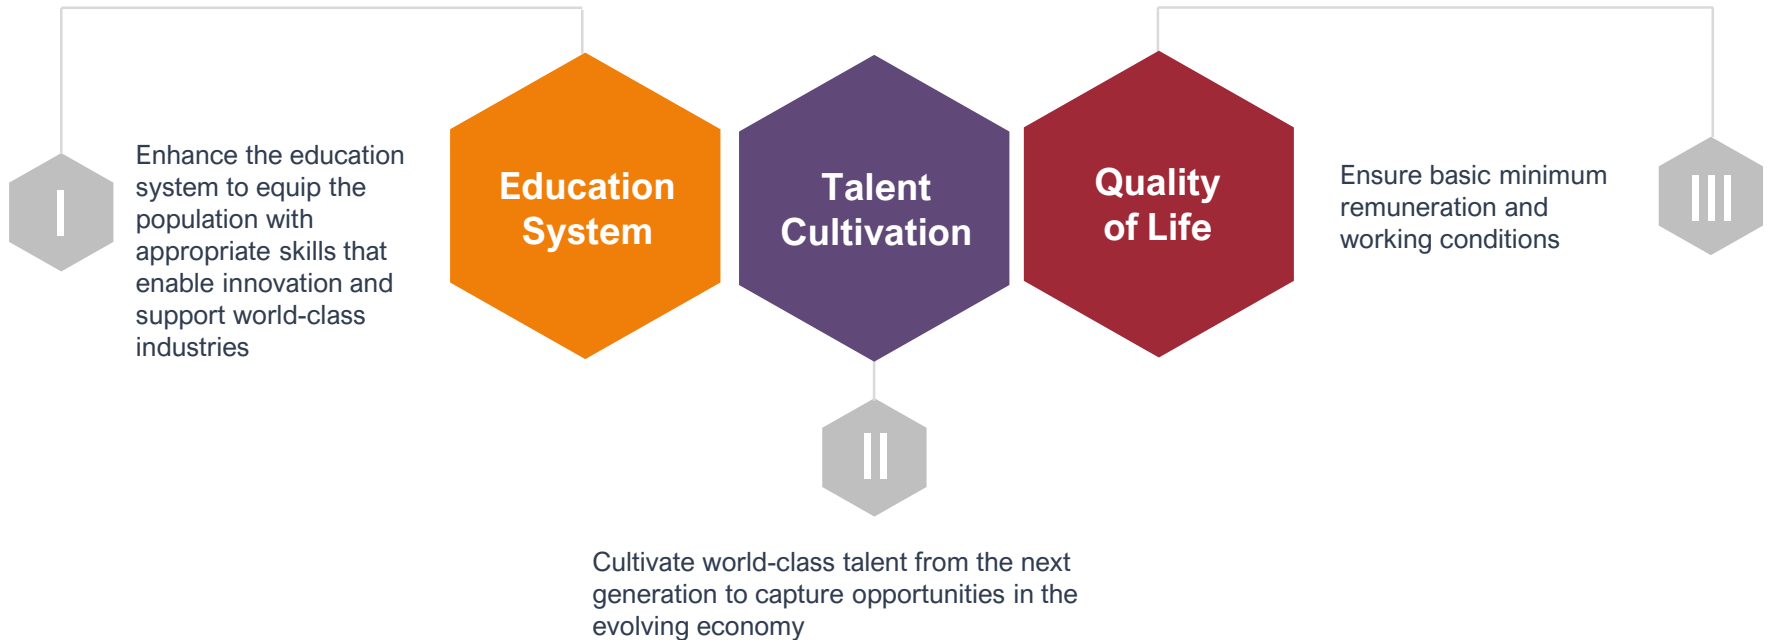 I
Enhance the education
system to equip the
population with
appropriate skills that
enable innovation and
support world-class
industries
Education
System
Talent
Cultivation
Quality
of Life
Ensure basic minimum
remuneration and
working conditions
III
II
Cultivate world-class talent from the next
generation to capture opportunities in the
evolving economy